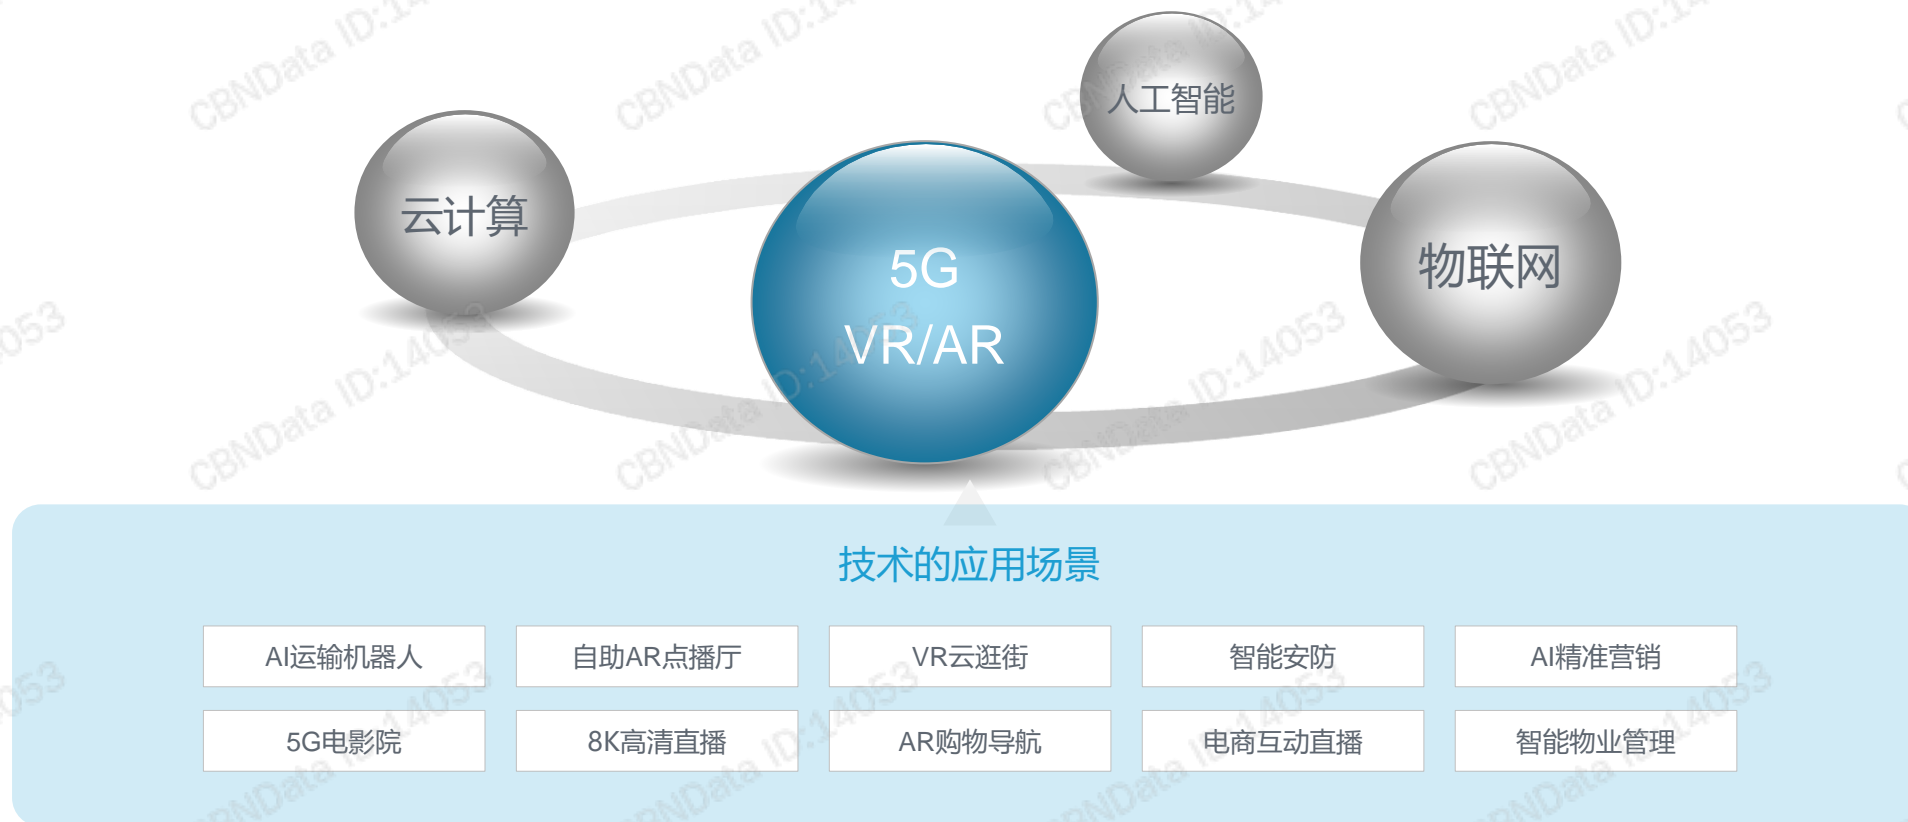 人工智能
云计算
物联网
5G
VR/AR
技术的应用场景
AI运输机器人
自助AR点播厅
VR云逛街
智能安防
AI精准营销
5G电影院
8K高清直播
AR购物导航
电商互动直播
智能物业管理
CBNData ID:14053